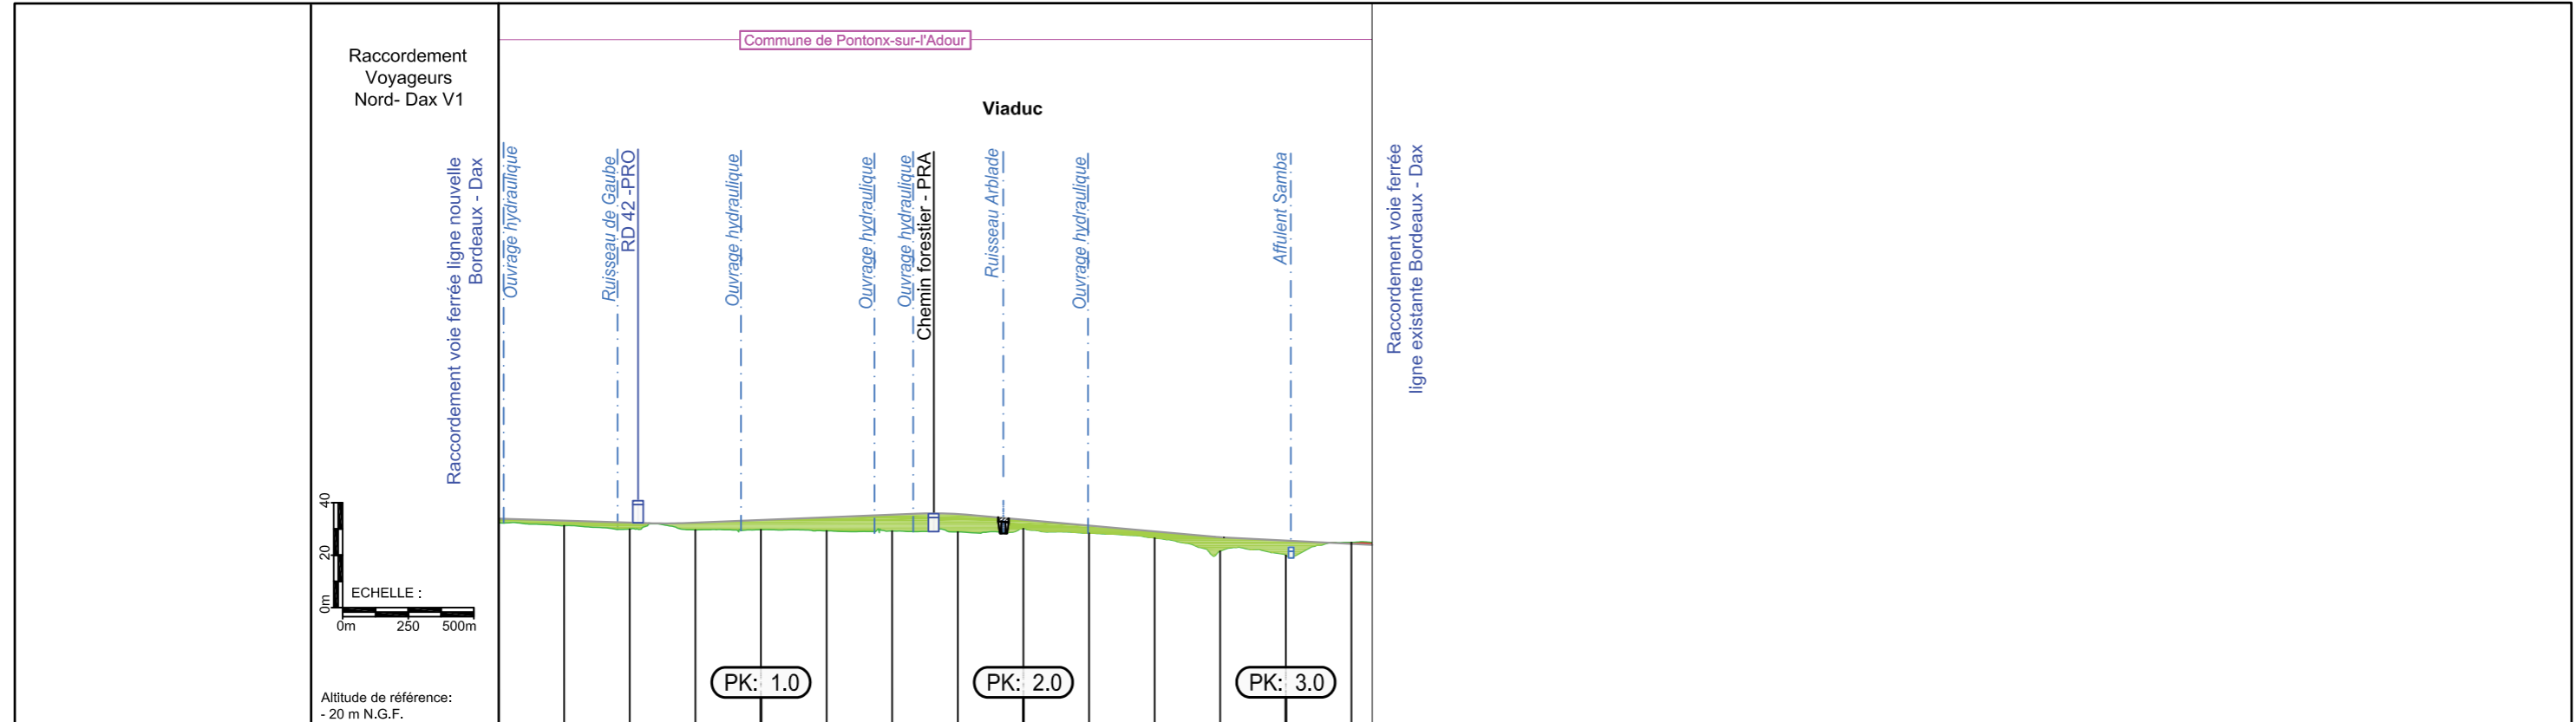 Raccordement
Voyageurs
Nord- Dax V1
Commune de Pontonx-sur-l'Adour
Viaduc
Raccordement voie ferrée ligne nouvelle
Bordeaux - Dax
Ouvrage hydraulique
Ruisseau de Gaube
RD 42 -PRO
Ouvrage hydraulique
Ouvrage hydraulique
Ouvrage hydraulique
Chemin forestier - PRA
Ruisseau Arblade
Ouvrage hydraulique
Affulent Samba
Raccordement voie ferrée
ligne existante Bordeaux - Dax
40
20
0m
ECHELLE :
0m 250 500m
PK: 1.0
PK: 2.0
PK: 3.0
Altitude de référence:
- 20 m N.G.F.